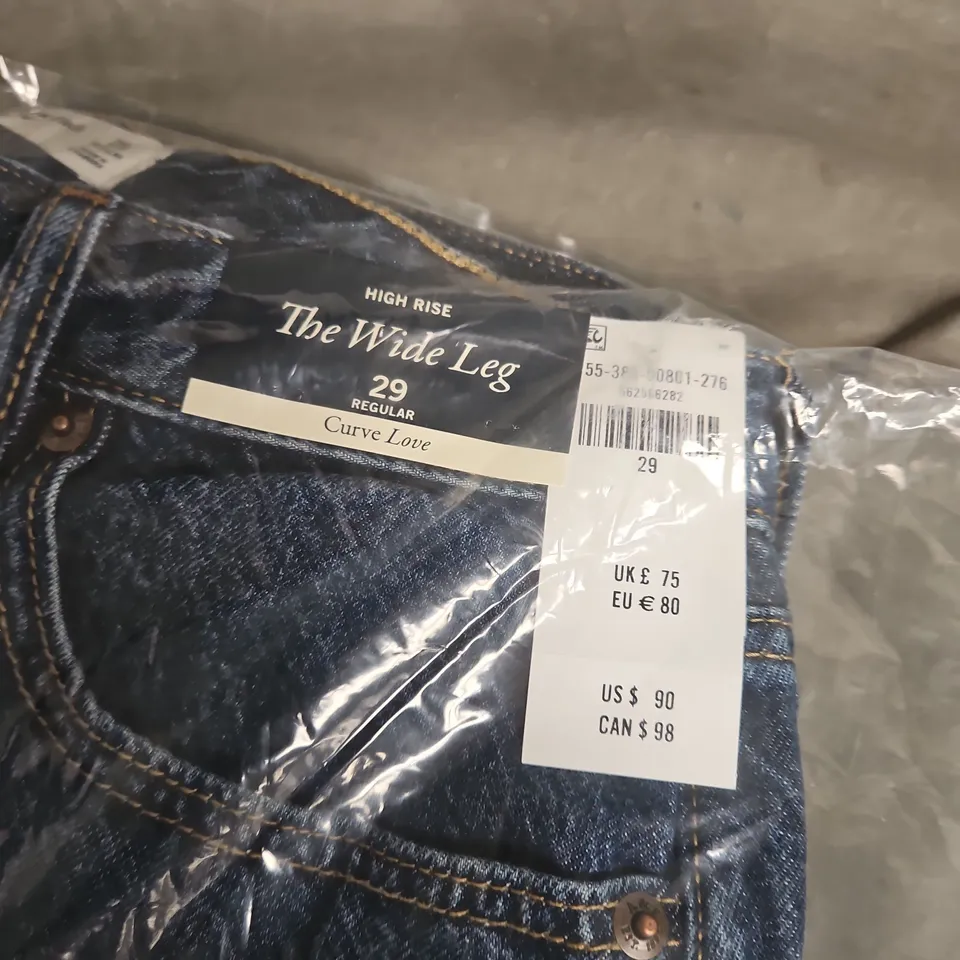 HIGH RISE
The Wide Leg
29
REGULAR
Curve Love
29
UK £ 75
EU € 80
US $ 90
CAN $ 98